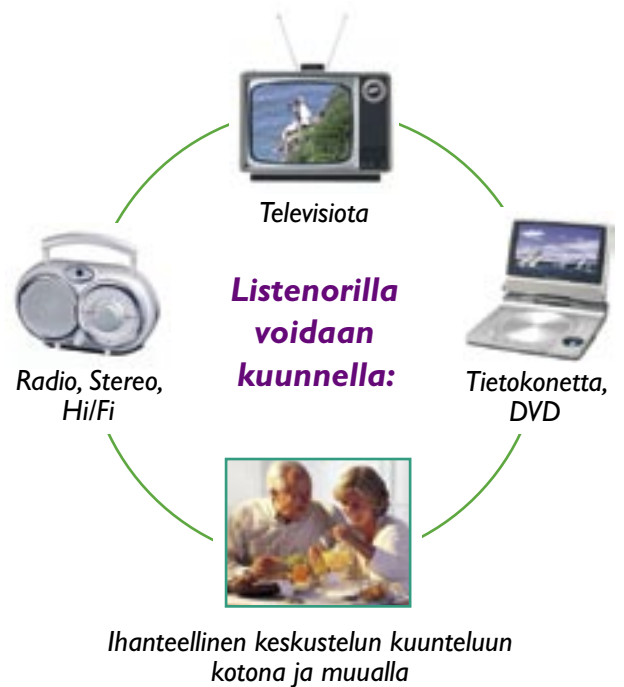 Televisiota
Listenorilla
voidaan
kuunnella:
Radio, Stereo,
Hi/Fi
Tietokonetta,
DVD
Ihanteellinen keskustelun kuunteluun
kotona ja muualla